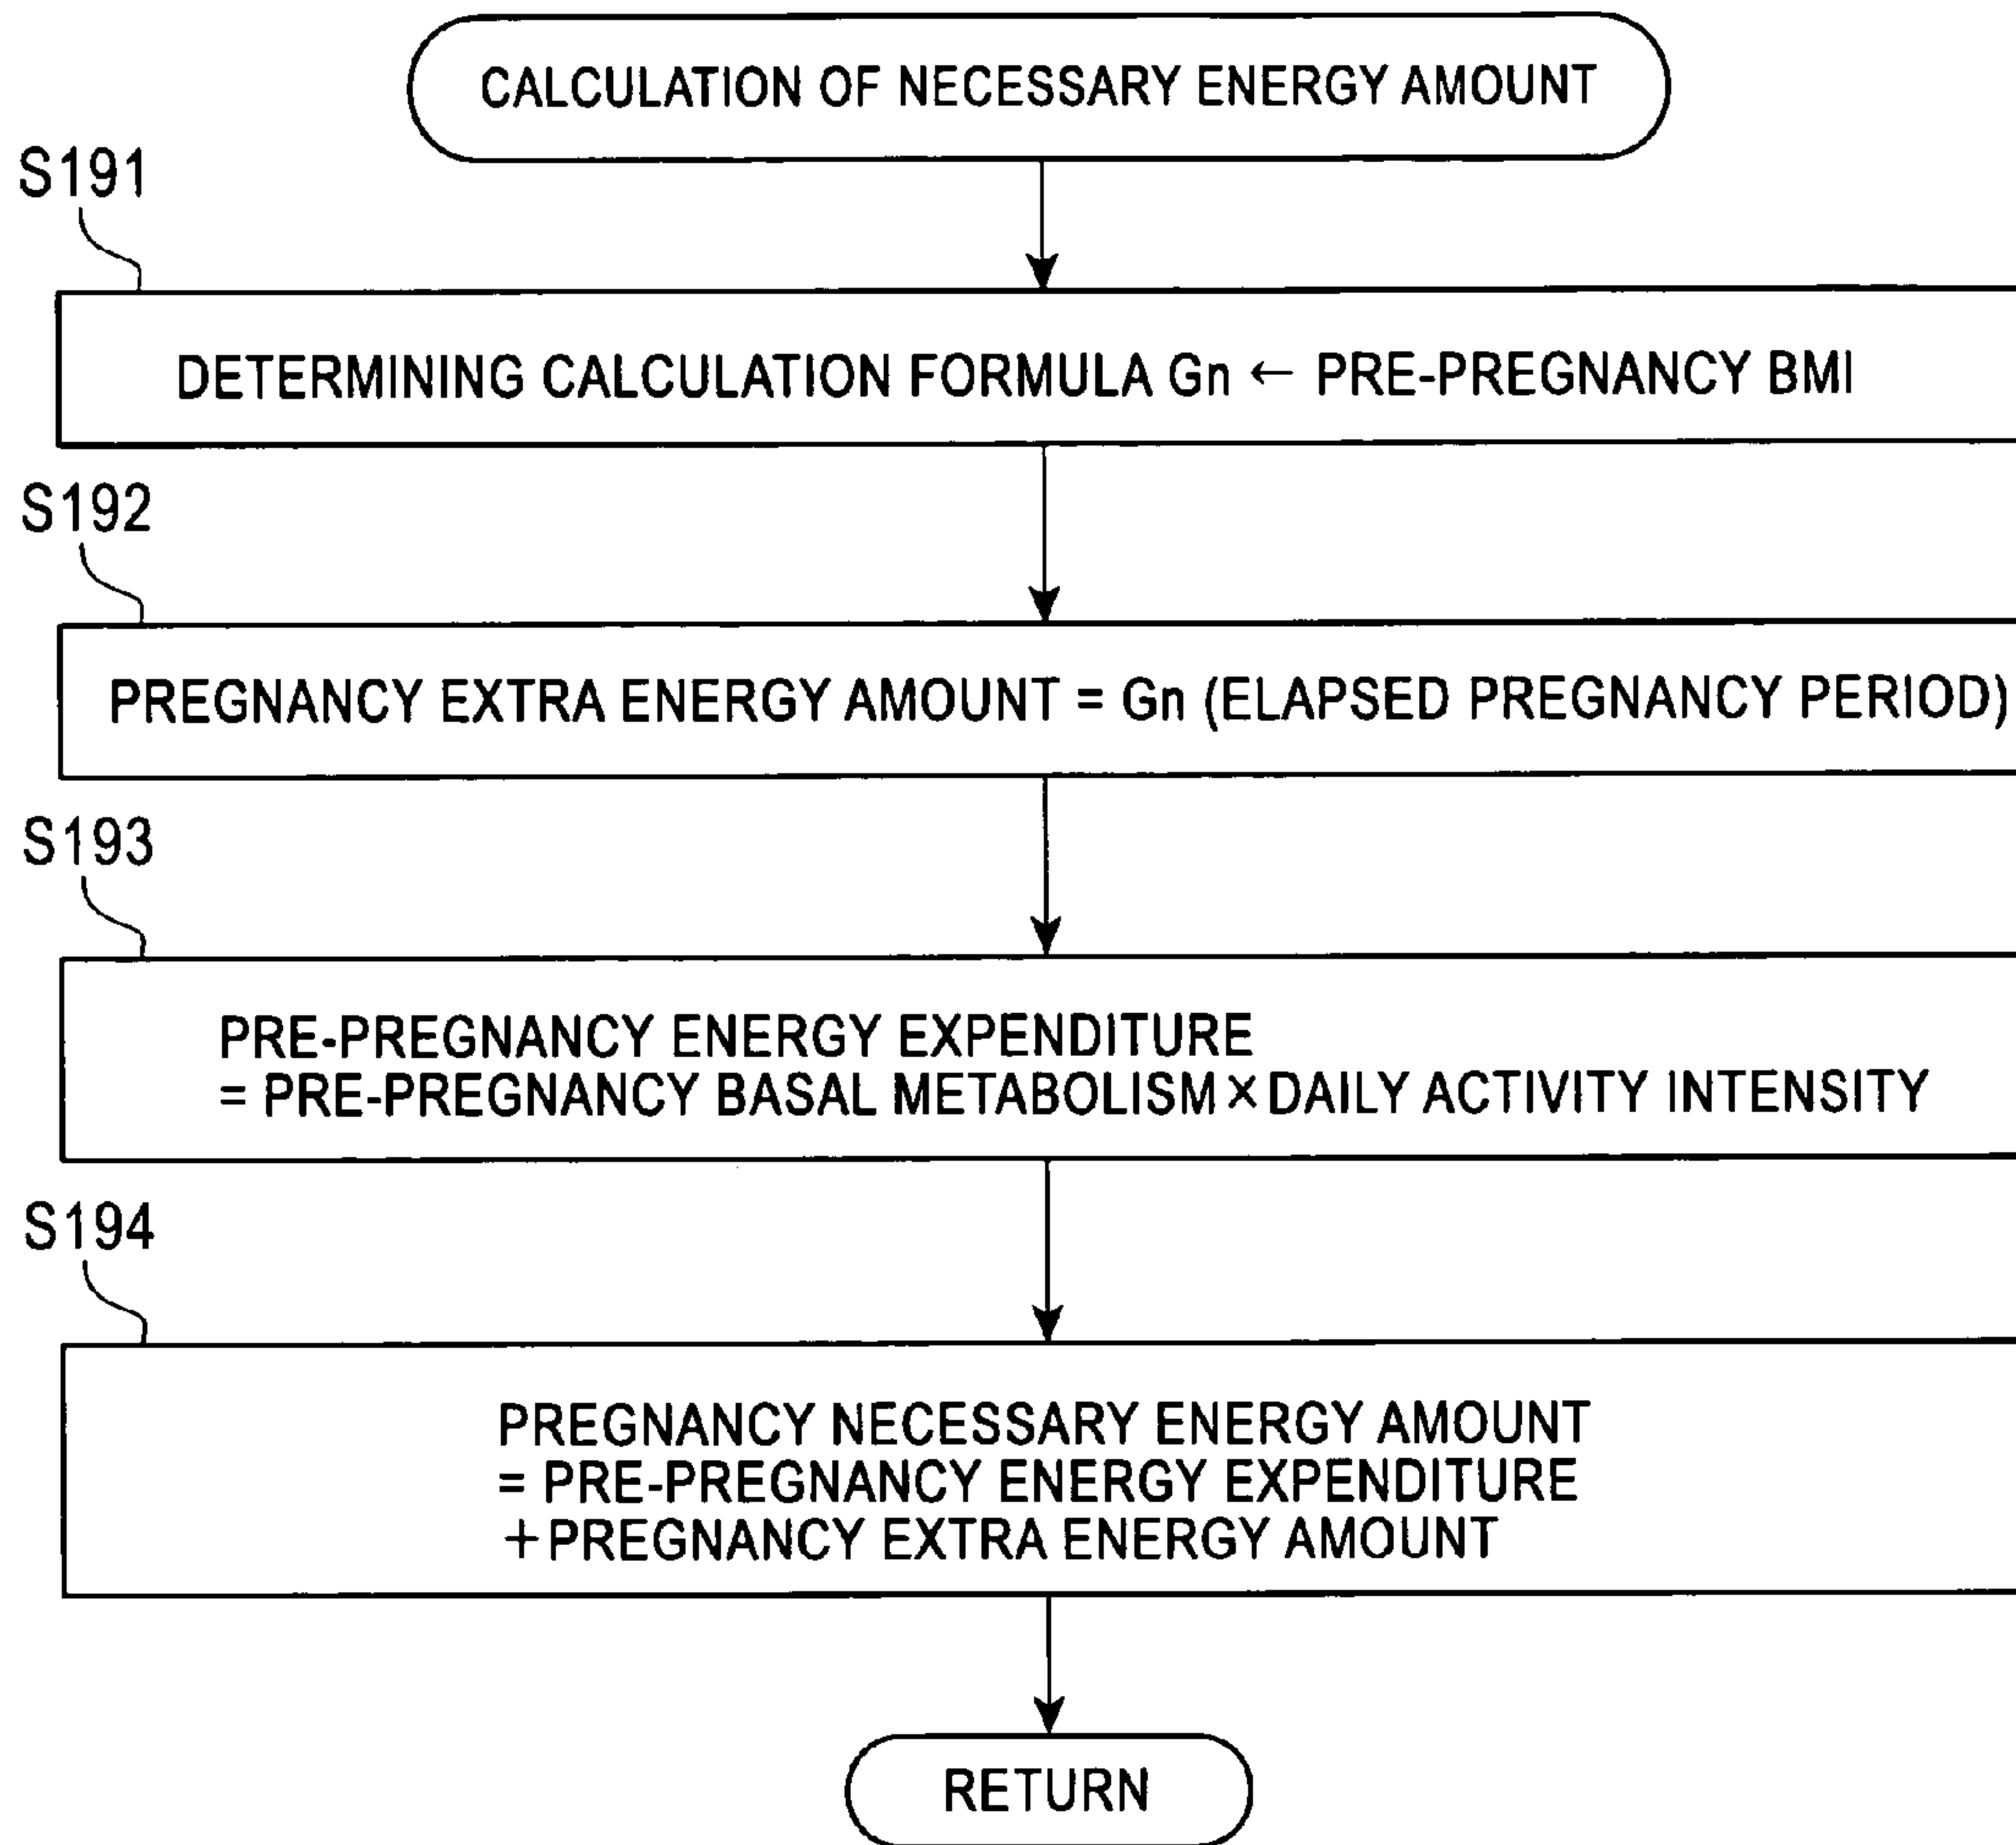 CALCULATION OF NECESSARY ENERGY AMOUNT
S191
DETERMINING CALCULATION FORMULA Gn ← PRE-PREGNANCY BMI
S192
PREGNANCY EXTRA ENERGY AMOUNT = Gn (ELAPSED PREGNANCY PERIOD)
S193
PRE-PREGNANCY ENERGY EXPENDITURE
= PRE-PREGNANCY BASAL METABOLISM × DAILY ACTIVITY INTENSITY
S194
PREGNANCY NECESSARY ENERGY AMOUNT
= PRE-PREGNANCY ENERGY EXPENDITURE
+ PREGNANCY EXTRA ENERGY AMOUNT
RETURN